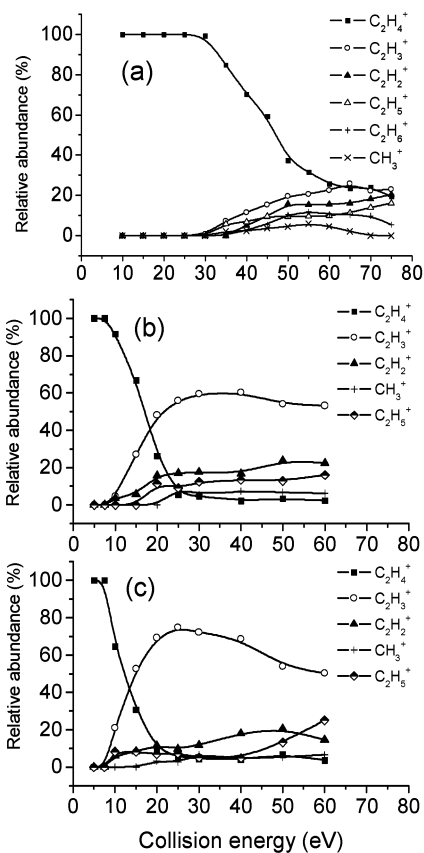 (a)
C₂H₄⁺
C₂H₃⁺
C₂H₂⁺
C₂H₅⁺
C₂H₆⁺
CH₃⁺
Relative abundance (%)
100
80
60
40
20
0
0 10 20 30 40 50 60 70 80
(b)
C₂H₄⁺
C₂H₃⁺
C₂H₂⁺
CH₃⁺
C₂H₅⁺
Relative abundance (%)
100
80
60
40
20
0
0 10 20 30 40 50 60 70 80
(c)
C₂H₄⁺
C₂H₃⁺
C₂H₂⁺
CH₃⁺
C₂H₅⁺
Relative abundance (%)
100
80
60
40
20
0
0 10 20 30 40 50 60 70 80
Collision energy (eV)